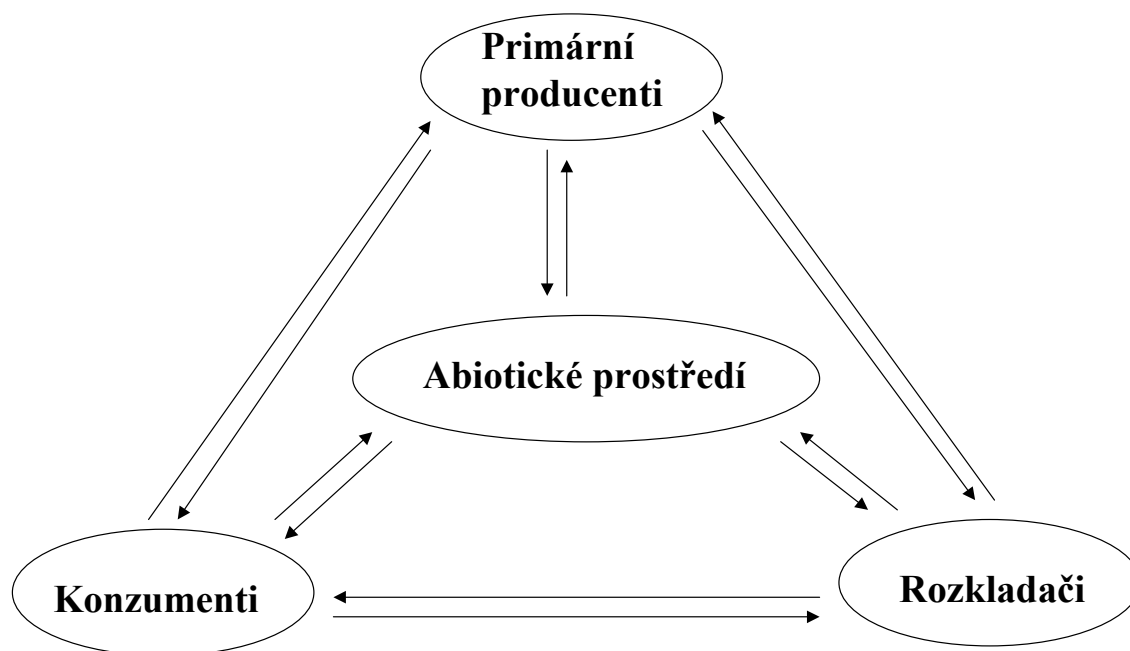 Primární
producenti
Abiotické prostředí
Konzumenti
Rozkladači